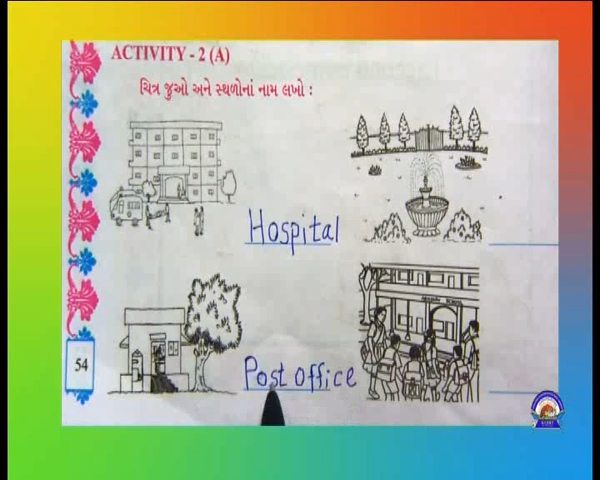 ACTIVITY - 2 (A)
ચિત્ર જુઓ અને સ્થળોનાં નામ લખો :
Hospital
Post office
54